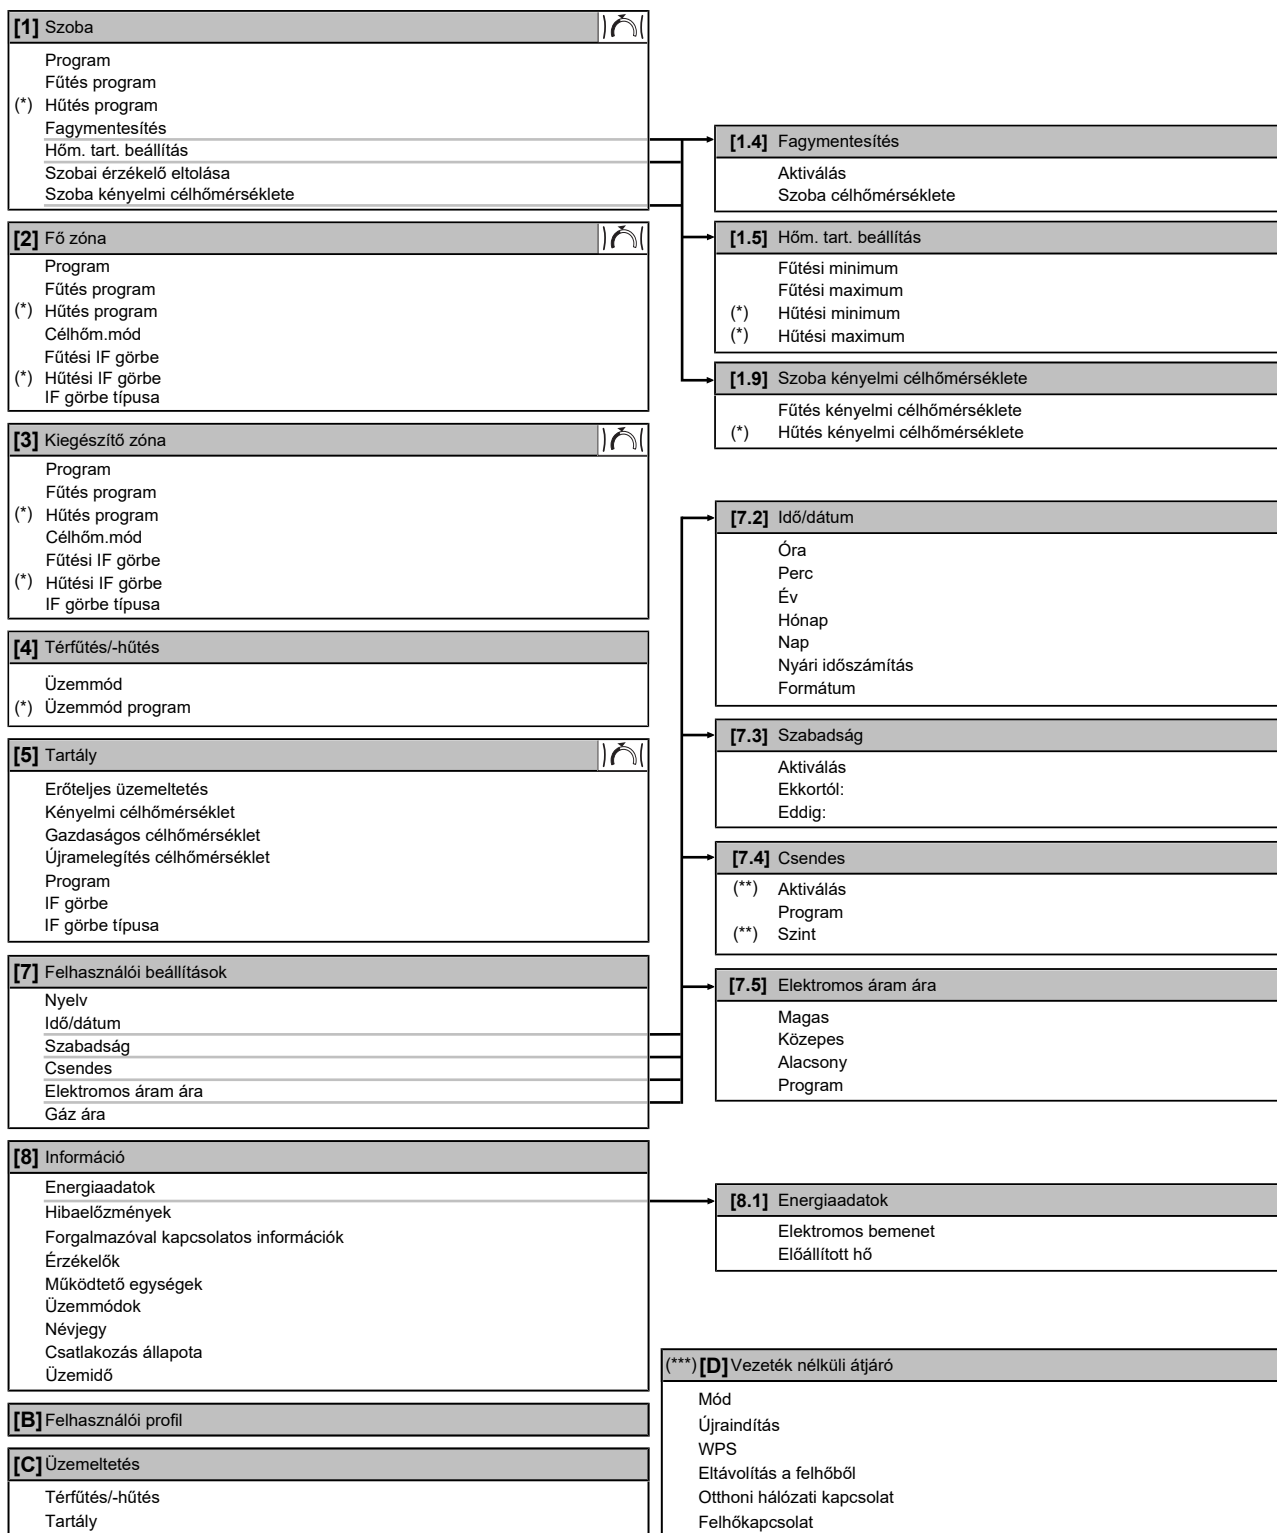 [1] Szoba
Program
Fűtés program
(*) Hűtés program
Fagymentesítés
Hőm. tart. beállítás
Szobai érzékelő eltolása
Szoba kényelmi célhőmérséklete
[2] Fő zóna
Program
Fűtés program
(*) Hűtés program
Célhőm.mód
Fűtési IF görbe
(*) Hűtési IF görbe
IF görbe típusa
[3] Kiegészítő zóna
Program
Fűtés program
(*) Hűtés program
Célhőm.mód
Fűtési IF görbe
(*) Hűtési IF görbe
IF görbe típusa
[4] Térfűtés/-hűtés
Üzemmód
(*) Üzemmód program
[5] Tartály
Erőteljes üzemeltetés
Kényelmi célhőmérséklet
Gazdaságos célhőmérséklet
Újramelegítés célhőmérséklet
Program
IF görbe
IF görbe típusa
[7] Felhasználói beállítások
Nyelv
Idő/dátum
Szabadság
Csendes
Elektromos áram ára
Gáz ára
[8] Információ
Energiaadatok
Hibaelőzmények
Forgalmazóval kapcsolatos információk
Érzékelők
Működtető egységek
Üzemmódok
Névjegy
Csatlakozás állapota
Üzemidő
[B] Felhasználói profil
[C] Üzemeltetés
Térfűtés/-hűtés
Tartály
[1.4] Fagymentesítés
Aktiválás
Szoba célhőmérséklete
[1.5] Hőm. tart. beállítás
Fűtési minimum
Fűtési maximum
(*) Hűtési minimum
(*) Hűtési maximum
[1.9] Szoba kényelmi célhőmérséklete
Fűtés kényelmi célhőmérséklete
(*) Hűtés kényelmi célhőmérséklete
[7.2] Idő/dátum
Óra
Perc
Év
Hónap
Nap
Nyári időszámítás
Formátum
[7.3] Szabadság
Aktiválás
Ekkortól:
Eddig:
[7.4] Csendes
(**) Aktiválás
Program
(**) Szint
[7.5] Elektromos áram ára
Magas
Közepes
Alacsony
Program
[8.1] Energiaadatok
Elektromos bemenet
Előállított hő
(***) [D] Vezeték nélküli átjáró
Mód
Újraindítás
WPS
Eltávolítás a felhőből
Otthoni hálózati kapcsolat
Felhőkapcsolat